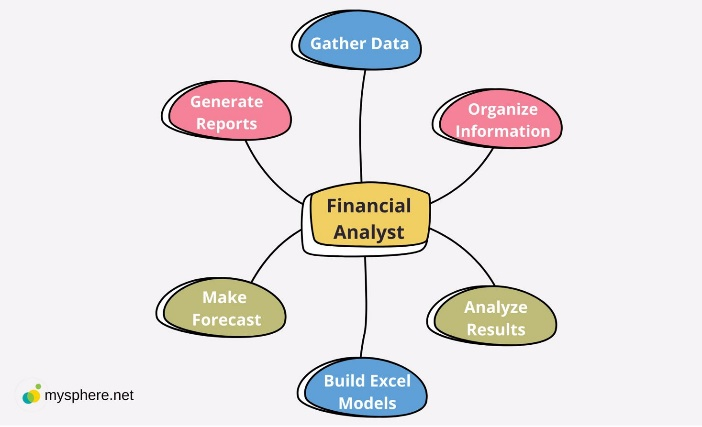 Gather Data
Generate
Reports
Organize
Information
Financial
Analyst
Make
Forecast
Analyze
Results
Build Excel
Models
mysphere.net